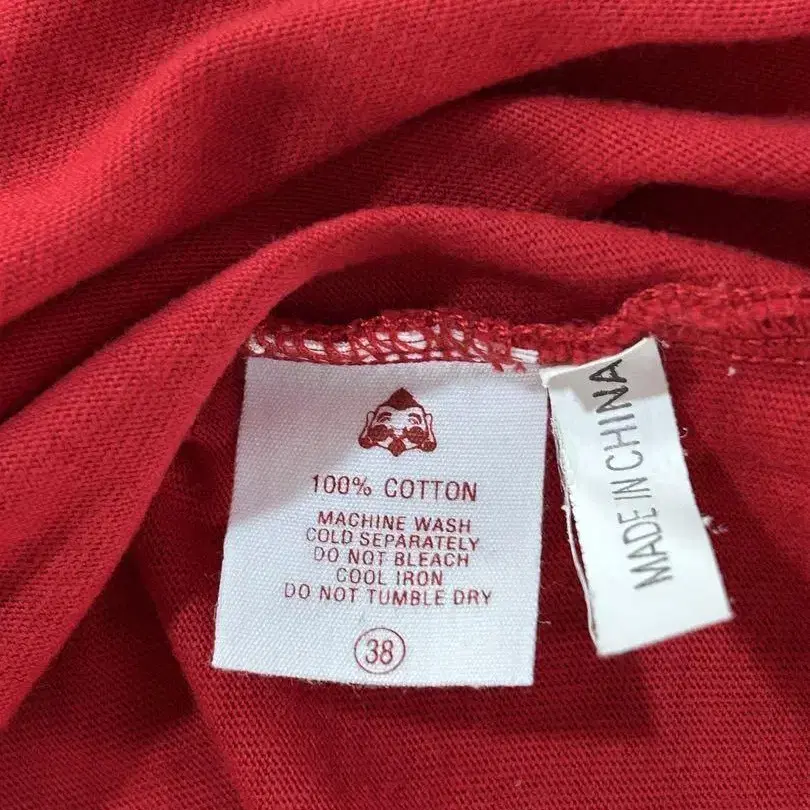 100% COTTON
MACHINE WASH
COLD SEPARATELY
DO NOT BLEACH
COOL IRON
DO NOT TUMBLE DRY
38
MADE IN CHINA